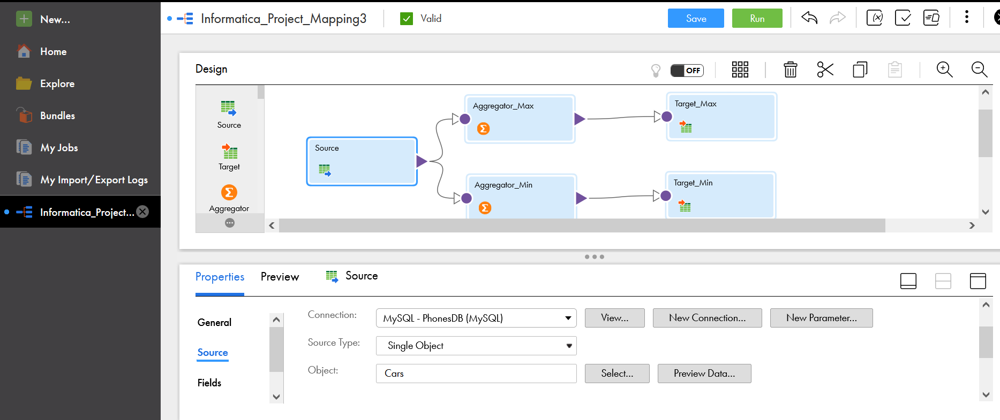 New...
Home
Explore
Bundles
My Jobs
My Import/Export Logs
Informatica_Project...
Informatica_Project_Mapping3
Valid
Save
Run
Design
OFF
Source
Target
Aggregator
Source
Aggregator_Max
Target_Max
Aggregator_Min
Target_Min
Properties
Preview
Source
General
Source
Fields
Connection:
MySQL - PhonesDB (MySQL)
View...
New Connection...
New Parameter...
Source Type:
Single Object
Object:
Cars
Select...
Preview Data...